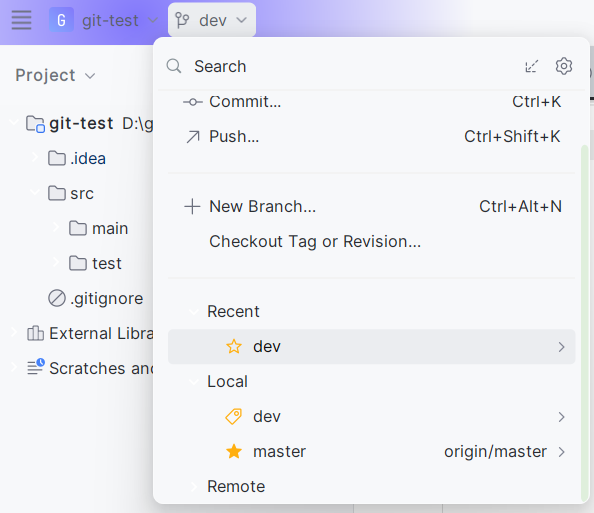 G git-test dev
Project
git-test D:\g
.idea
src
main
test
.gitignore
External Libra
Scratches and
Search
Commit... Ctrl+K
Push... Ctrl+Shift+K
New Branch... Ctrl+Alt+N
Checkout Tag or Revision...
Recent
dev
Local
dev
master origin/master
Remote